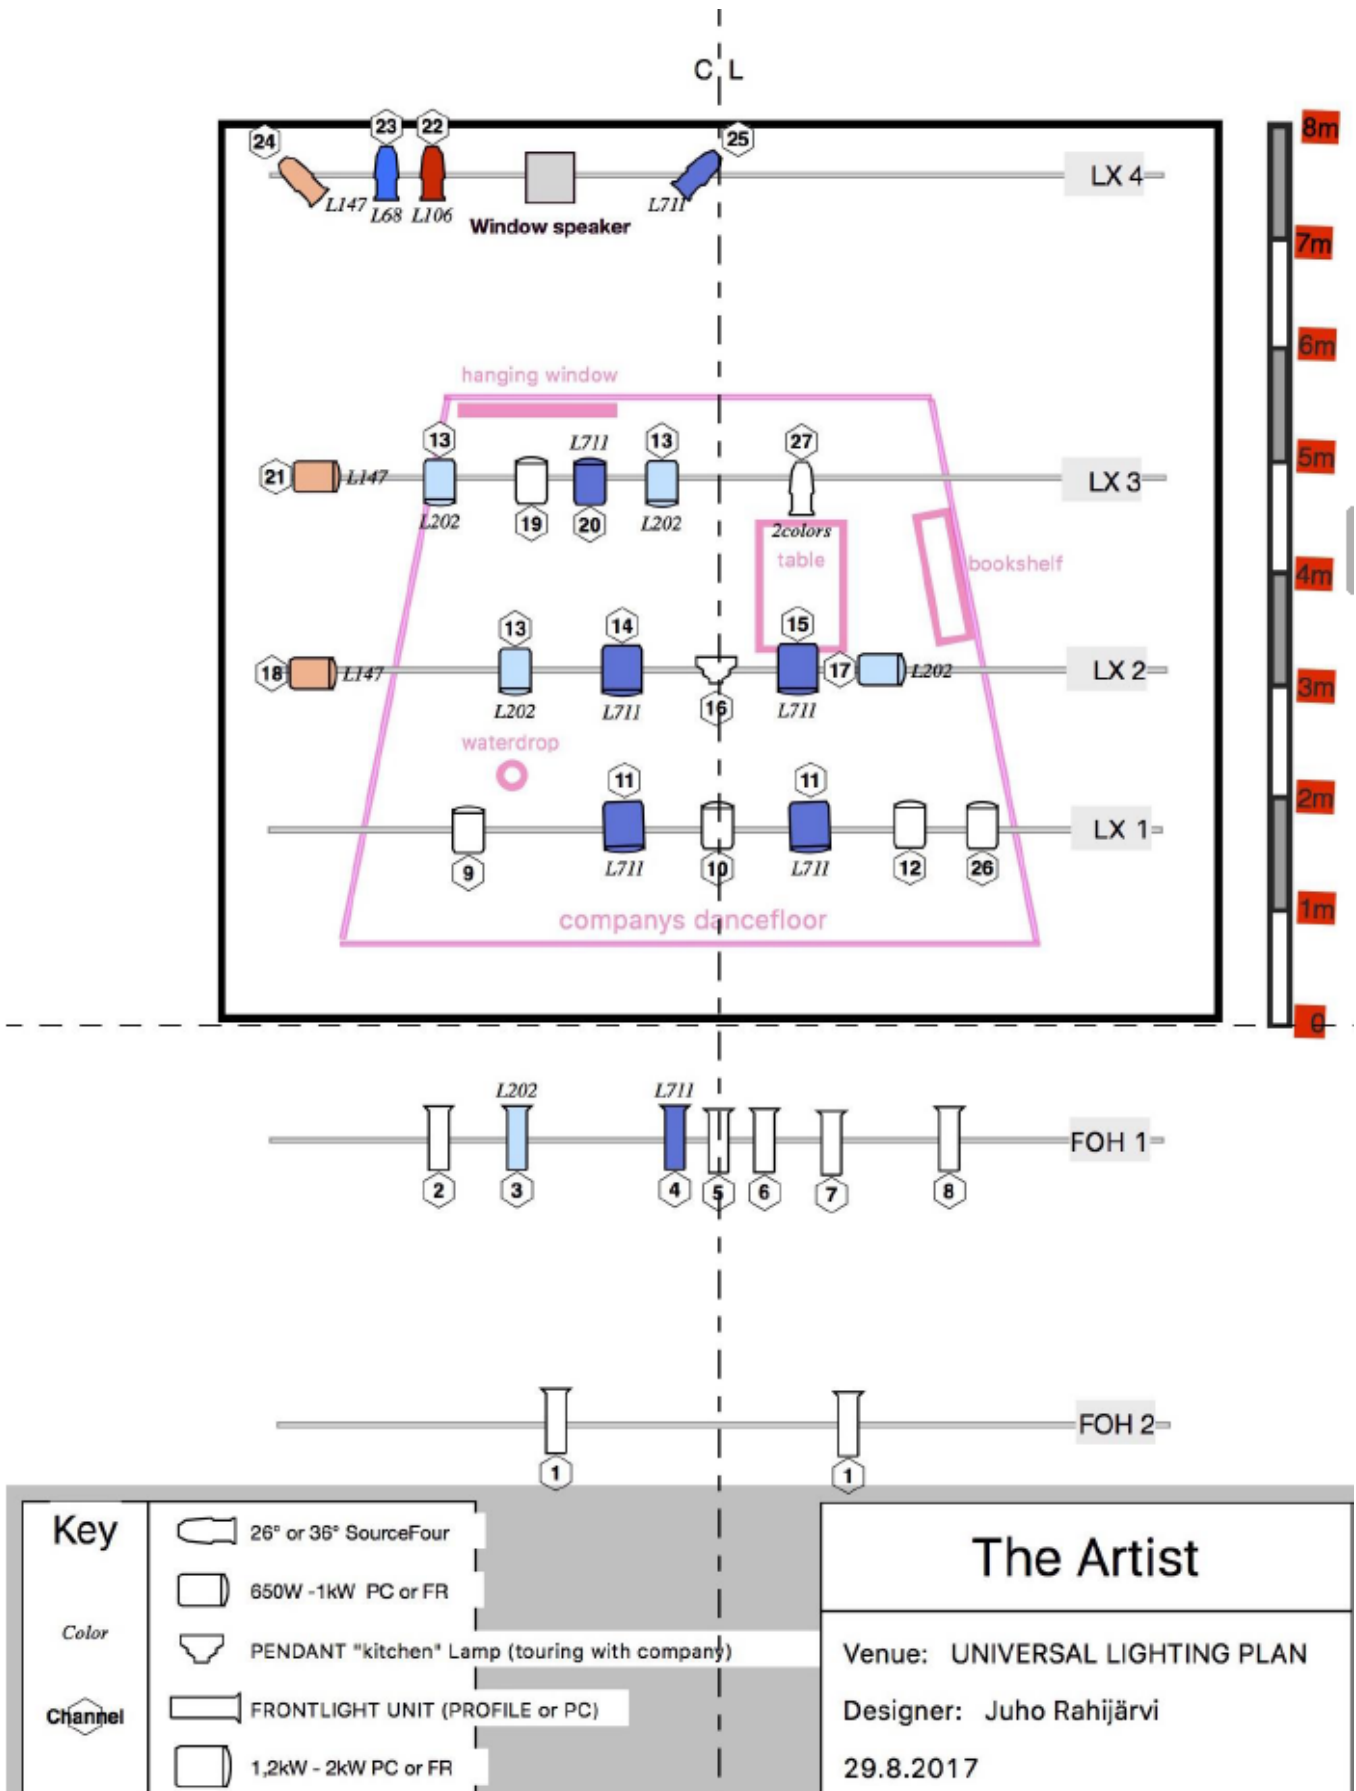 C L
24 23 22 25 8m
LX 4
L147 L68 L106 L711
Window speaker
7m
6m
hanging window
13 L711 13 27
5m
21 L147 LX 3
L202 19 20 L202 2colors
table bookshelf
4m
13 14 15
18 L147 17 L202 LX 2
3m
L202 L711 16 L711
waterdrop
11 11
2m
LX 1
9 L711 10 L711 12 26
1m
companys dancefloor
0
L202 L711
FOH 1
2 3 4 5 6 7 8
FOH 2
1 1
Key
26° or 36° SourceFour
650W -1kW PC or FR
Color
PENDANT "kitchen" Lamp (touring with company)
Channel
FRONTLIGHT UNIT (PROFILE or PC)
1,2kW - 2kW PC or FR
The Artist
Venue: UNIVERSAL LIGHTING PLAN
Designer: Juho Rahijärvi
29.8.2017